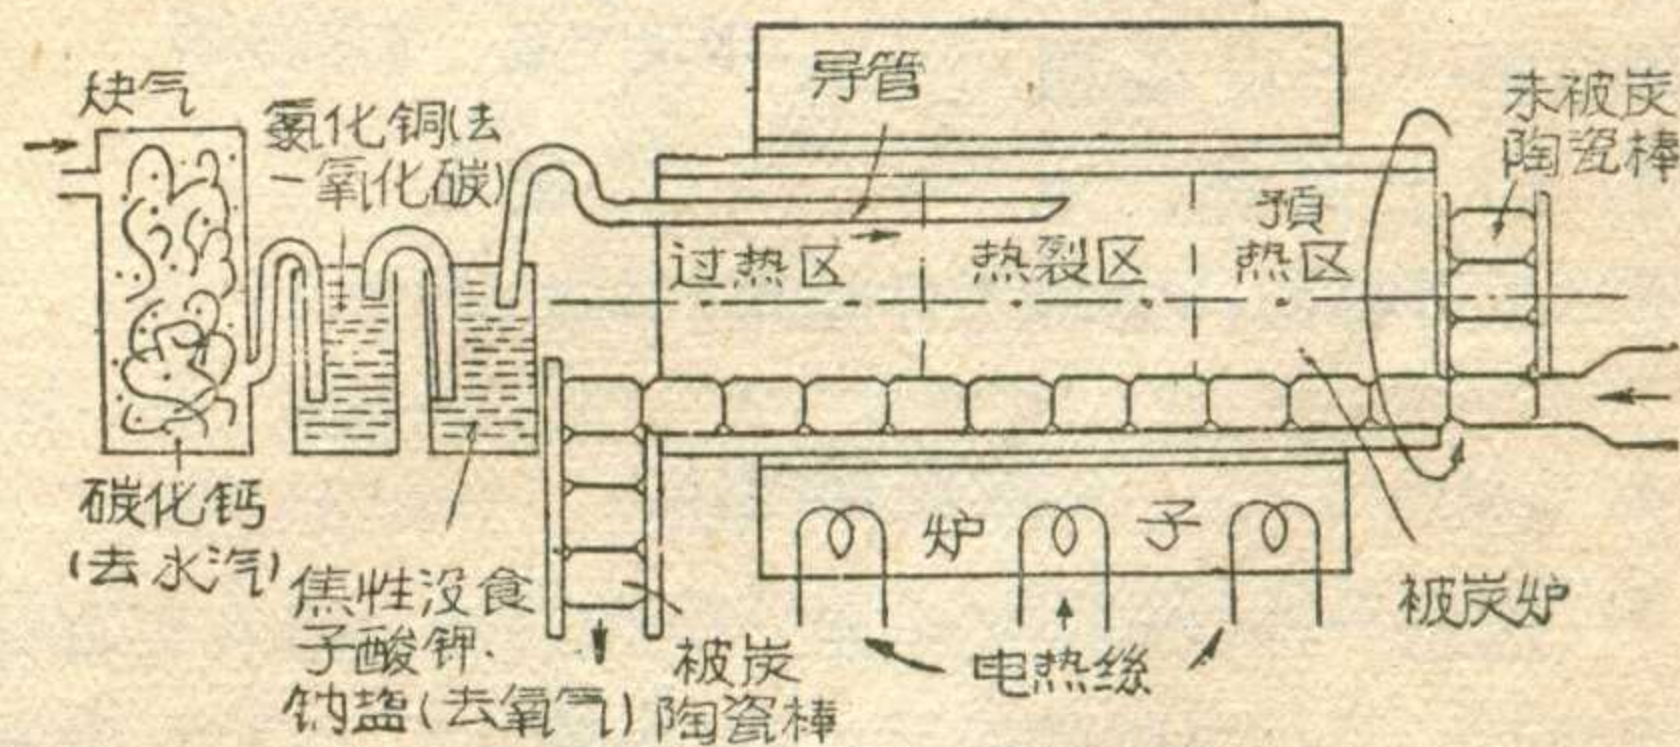 炔气
氯化铜(去
一氧化碳)
导管
未被炭
陶瓷棒
过热区
热裂区
預
热区
碳化钙
(去水汽)
焦性没食
子酸钾.
钠盐(去氧气)
被炭
陶瓷棒
炉子
电热丝
被炭炉